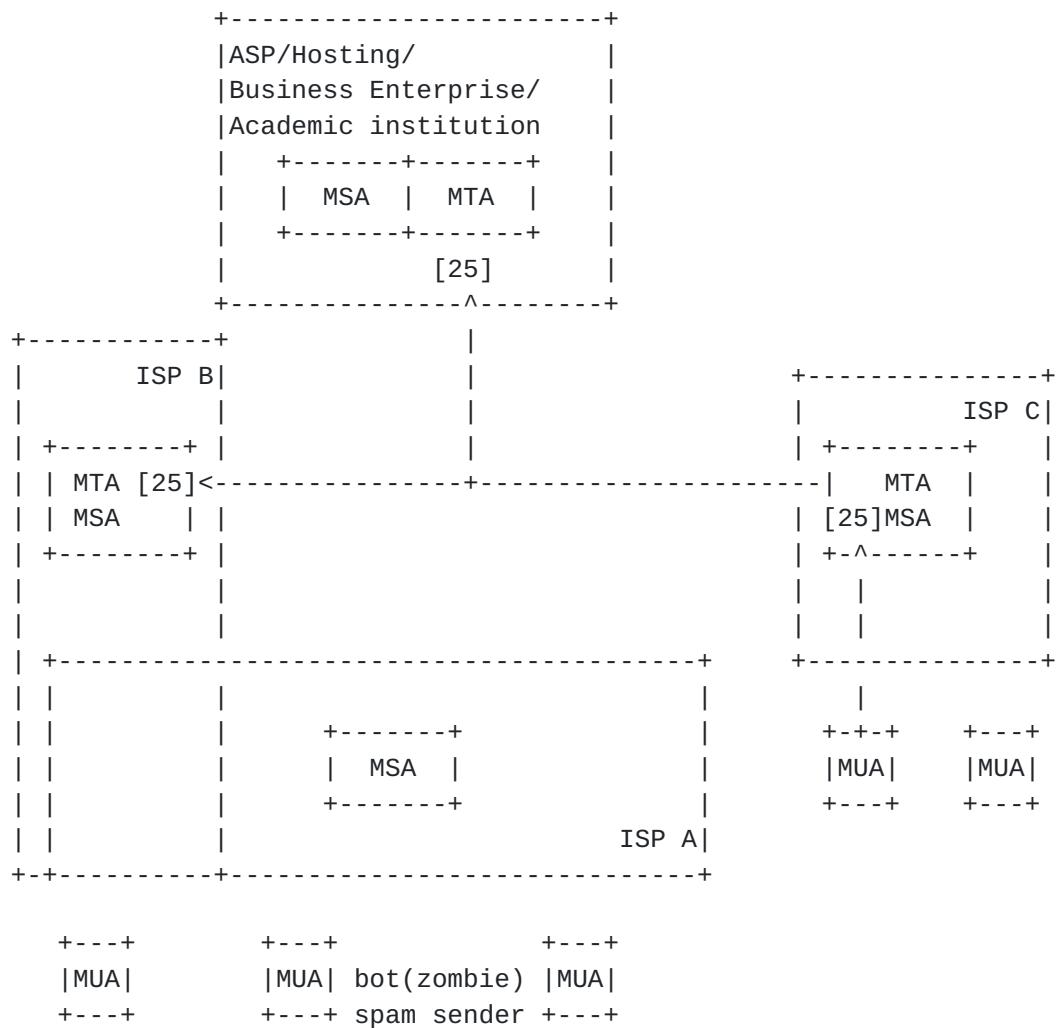 ASP/Hosting/
Business Enterprise/
Academic institution
MSA MTA
[25]
ISP B
ISP C
MTA [25] MTA
MSA [25]MSA
MSA MUA MUA
ISP A
MUA MUA bot(zombie) MUA
spam sender